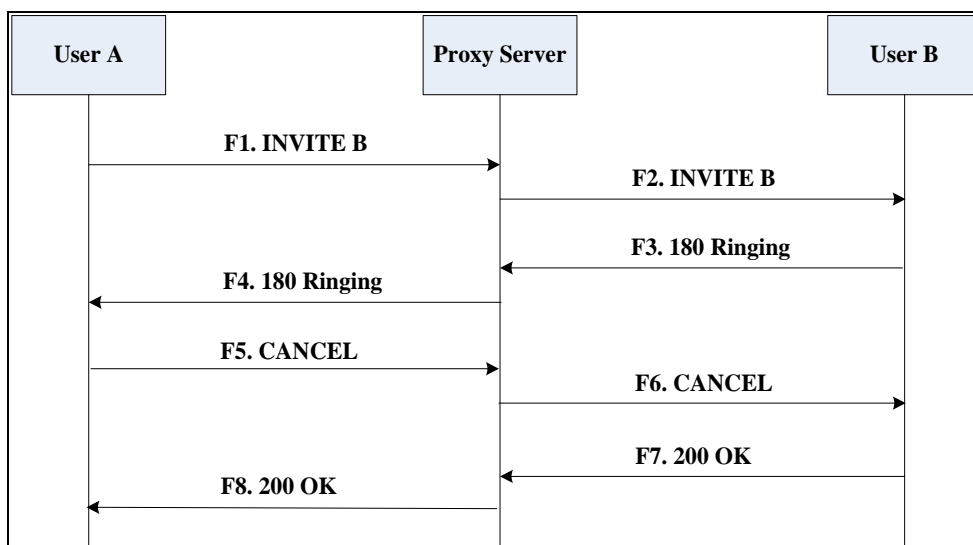 User A
Proxy Server
User B
F1. INVITE B
F2. INVITE B
F3. 180 Ringing
F4. 180 Ringing
F5. CANCEL
F6. CANCEL
F7. 200 OK
F8. 200 OK